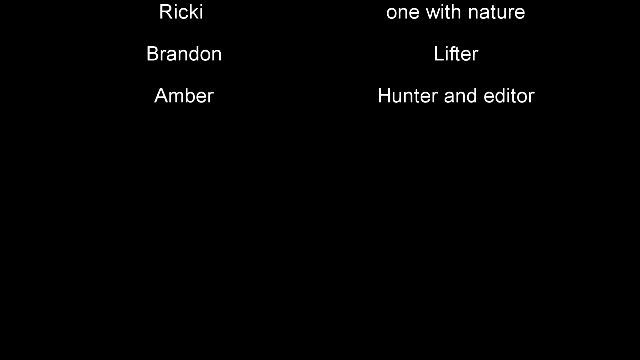 Ricki one with nature
Brandon Lifter
Amber Hunter and editor